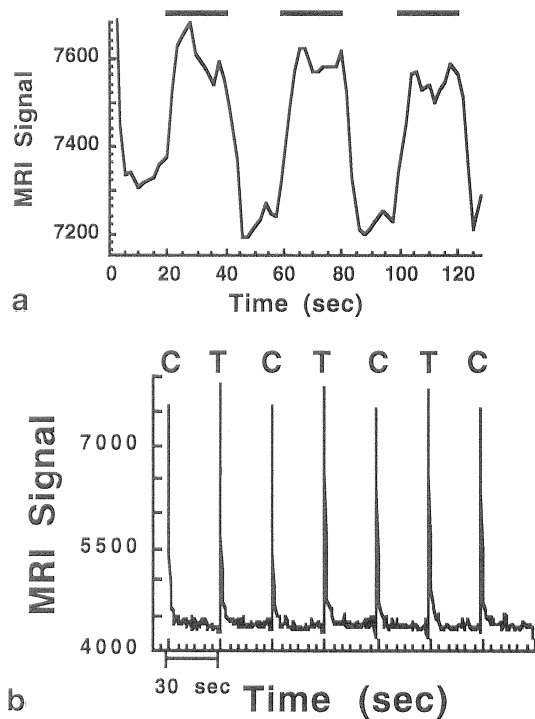 7600
7400
7200
MRI Signal
0 20 40 60 80 100 120
Time (sec)
a
C T C T C T C
7000
5500
4000
MRI Signal
30 sec
Time (sec)
b